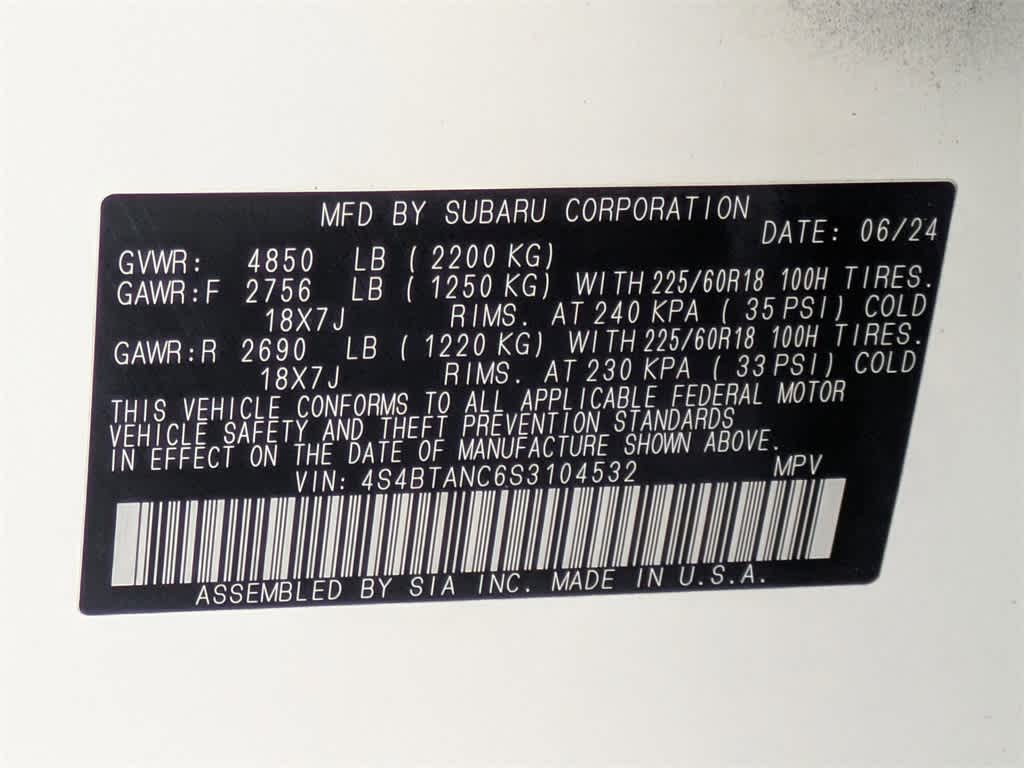 MFD BY SUBARU CORPORATION
DATE: 06/24
GVWR: 4850 LB ( 2200 KG)
GAWR:F 2756 LB ( 1250 KG) WITH 225/60R18 100H TIRES.
18X7J RIMS. AT 240 KPA ( 35 PSI) COLD
GAWR:R 2690 LB ( 1220 KG) WITH 225/60R18 100H TIRES.
18X7J RIMS. AT 230 KPA ( 33 PSI) COLD
THIS VEHICLE CONFORMS TO ALL APPLICABLE FEDERAL MOTOR
VEHICLE SAFETY AND THEFT PREVENTION STANDARDS
IN EFFECT ON THE DATE OF MANUFACTURE SHOWN ABOVE.
VIN: 4S4BTANC6S3104532 MPV
ASSEMBLED BY SIA INC. MADE IN U.S.A.